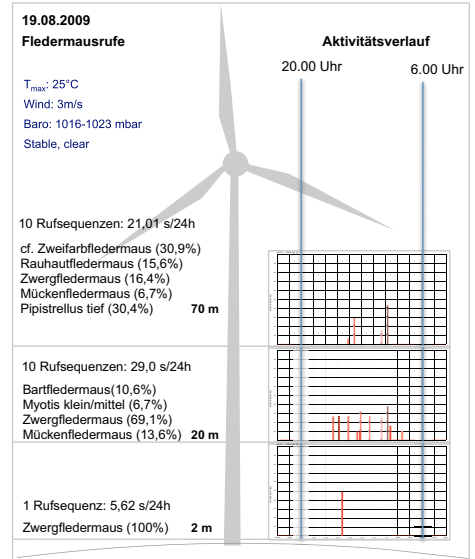 19.08.2009
Fledermausrufe
Aktivitätsverlauf
20.00 Uhr
6.00 Uhr
Tmax: 25°C
Wind: 3m/s
Baro: 1016-1023 mbar
Stable, clear
10 Rufsequenzen: 21,01 s/24h
cf. Zweifarbfledermaus (30,9%)
Rauhautfledermaus (15,6%)
Zwergfledermaus (16,4%)
Mückenfledermaus (6,7%)
Pipistrellus tief (30,4%) 70 m
10 Rufsequenzen: 29,0 s/24h
Bartfledermaus(10,6%)
Myotis klein/mittel (6,7%)
Zwergfledermaus (69,1%)
Mückenfledermaus (13,6%) 20 m
1 Rufsequenz: 5,62 s/24h
Zwergfledermaus (100%) 2 m